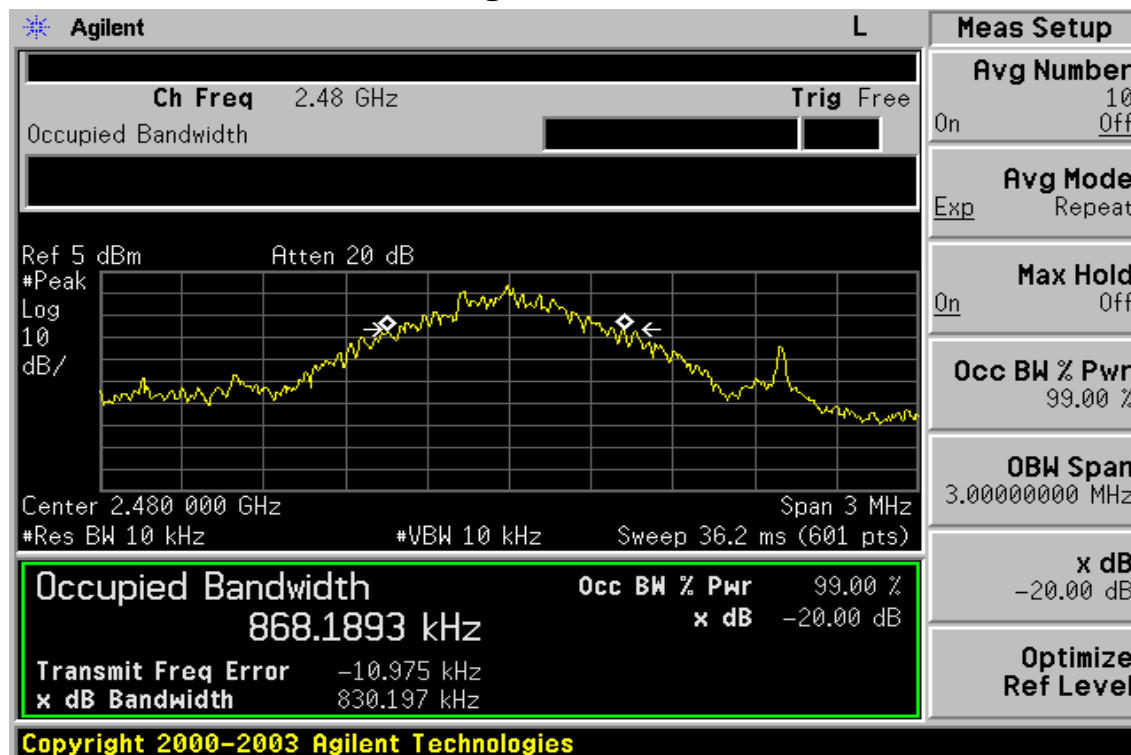 Agilent L Meas Setup
Ch Freq 2.48 GHz Trig Free
Occupied Bandwidth
Ref 5 dBm Atten 20 dB
#Peak
Log
10
dB/
Center 2.480 000 GHz Span 3 MHz
#Res BW 10 kHz #VBW 10 kHz Sweep 36.2 ms (601 pts)
Occupied Bandwidth Occ BW % Pwr 99.00 %
868.1893 kHz x dB -20.00 dB
Transmit Freq Error -10.975 kHz
x dB Bandwidth 830.197 kHz
Copyright 2000-2003 Agilent Technologies
Avg Number
10
On Off
Avg Mode
Exp Repeat
Max Hold
On Off
Occ BW % Pwr
99.00 %
OBW Span
3.00000000 MHz
x dB
-20.00 dB
Optimize
Ref Level